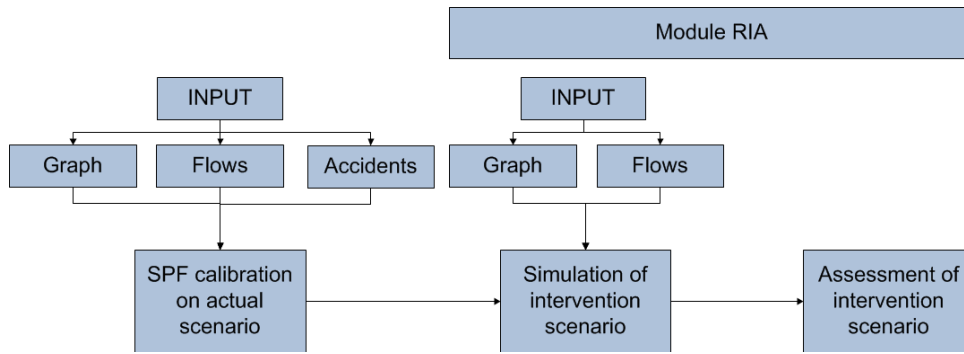 Module RIA
INPUT
INPUT
Graph
Flows
Accidents
Graph
Flows
SPF calibration
on actual
scenario
Simulation of
intervention
scenario
Assessment of
intervention
scenario